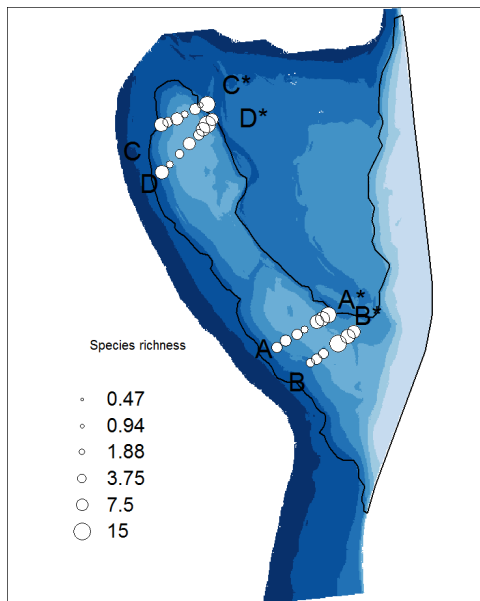 C*
D*
C
D
A*
B*
A
B
Species richness
0.47
0.94
1.88
3.75
7.5
15